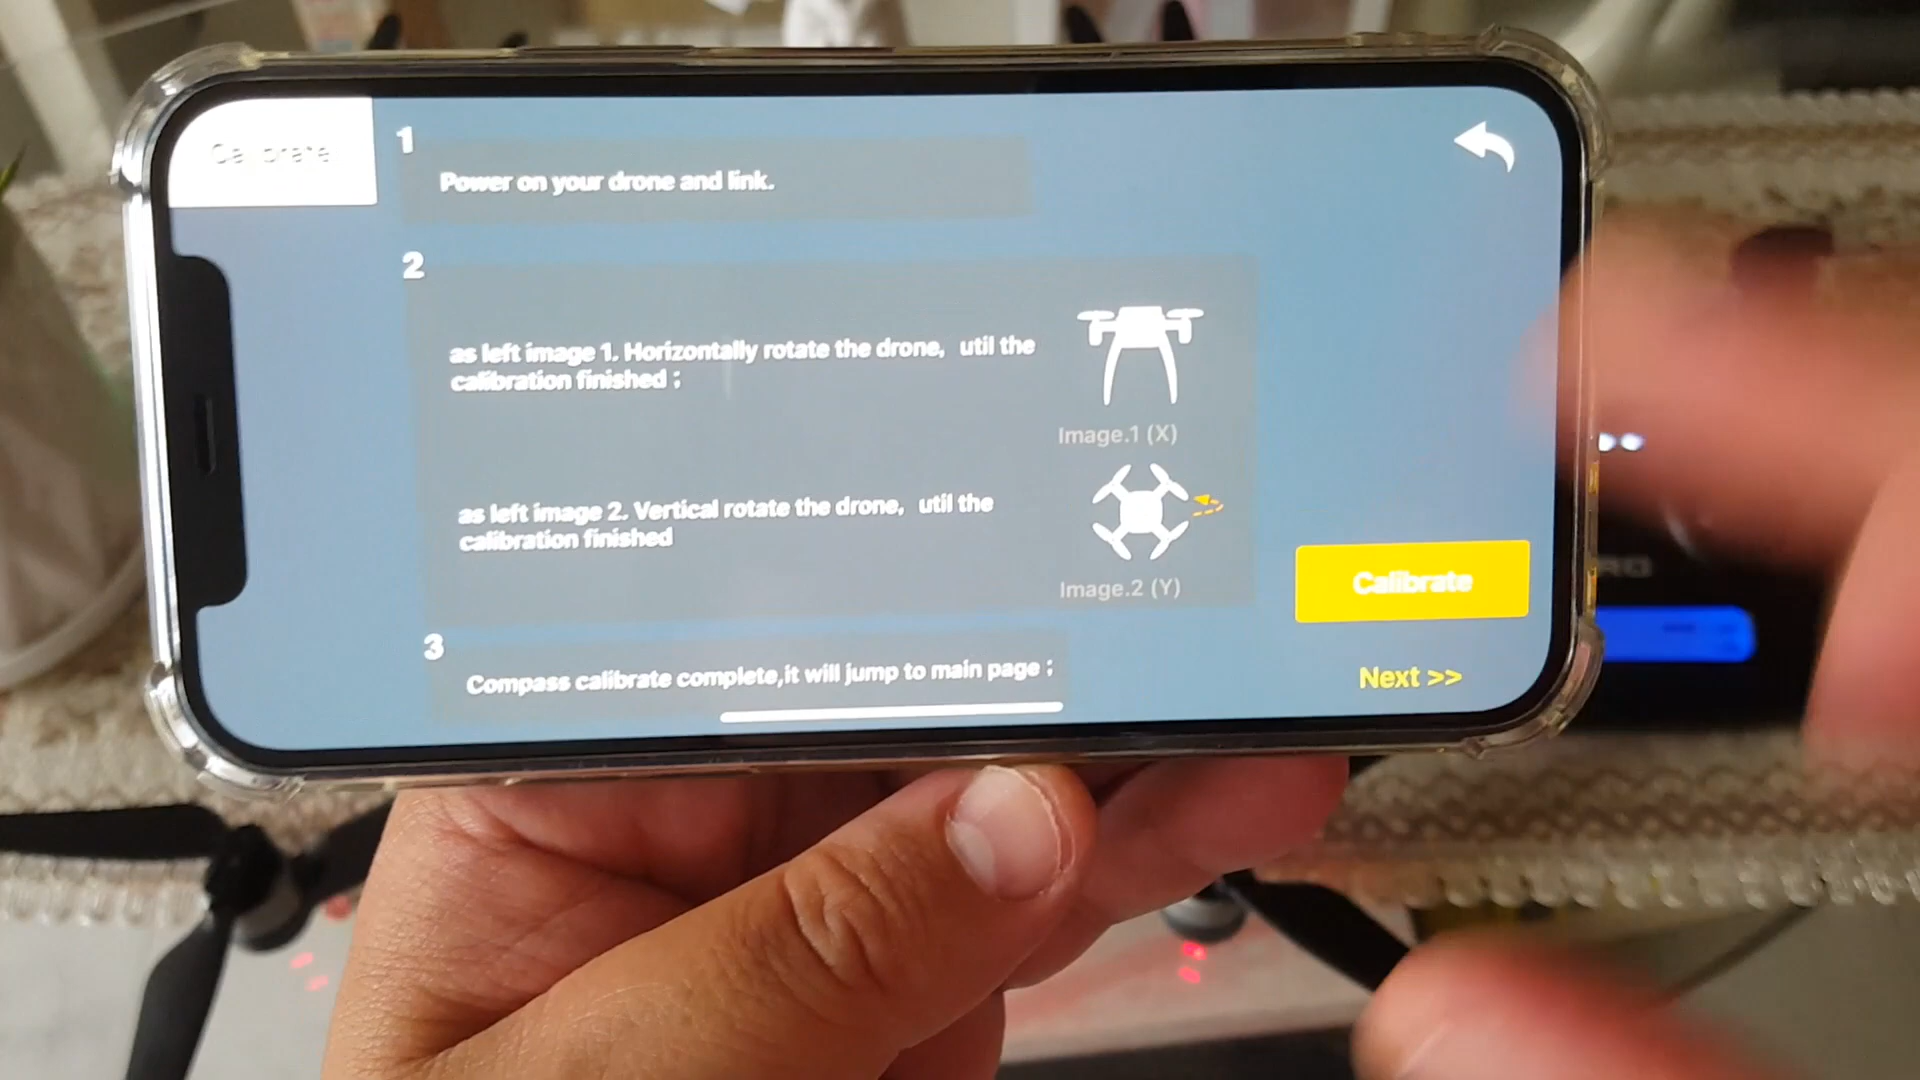 Calibrate
1
Power on your drone and link.
2
as left image 1. Horizontally rotate the drone, util the
calibration finished ;
Image.1 (X)
as left image 2. Vertical rotate the drone, util the
calibration finished
Image.2 (Y)
Calibrate
3
Compass calibrate complete,it will jump to main page ;
Next >>